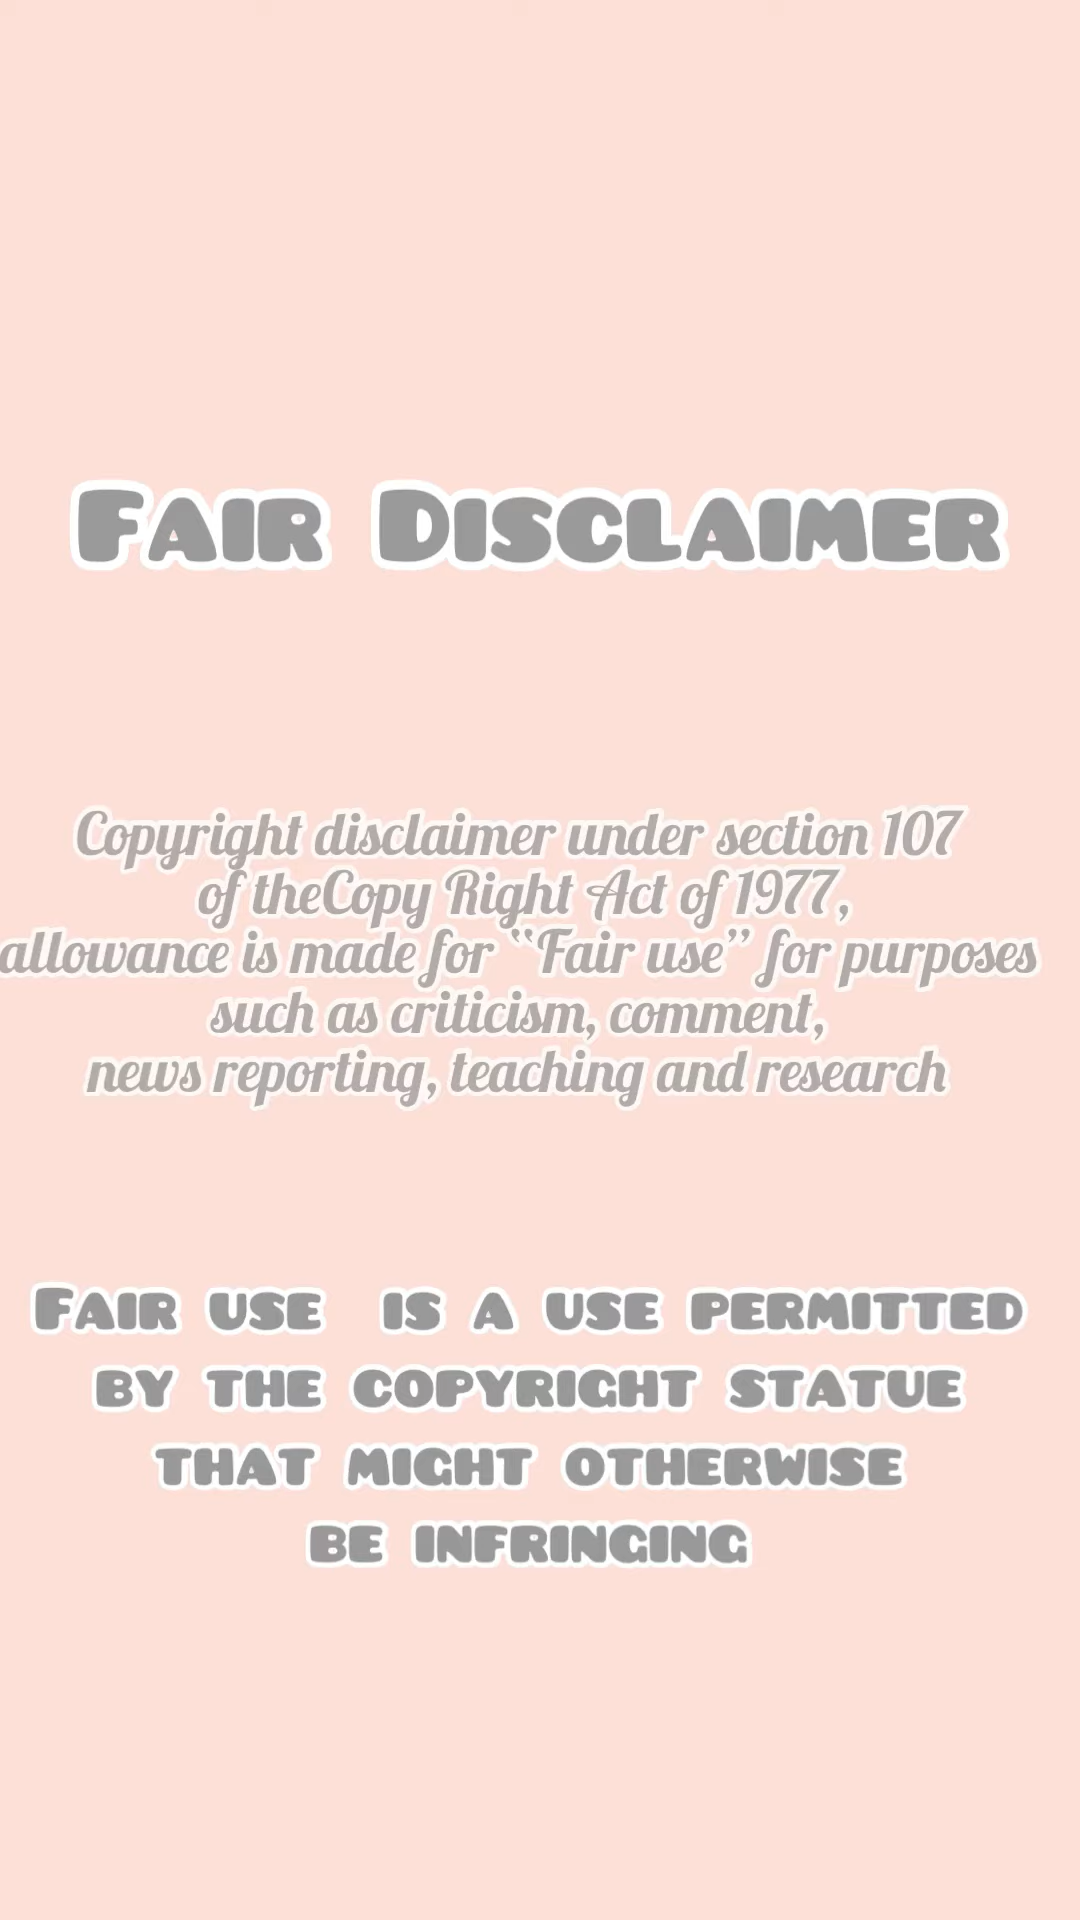 Fair Disclaimer
Copyright disclaimer under section 107
of theCopy Right Act of 1977,
allowance is made for “Fair use” for purposes
such as criticism, comment,
news reporting, teaching and research
Fair use is a use permitted
by the copyright statue
that might otherwise
be infringing